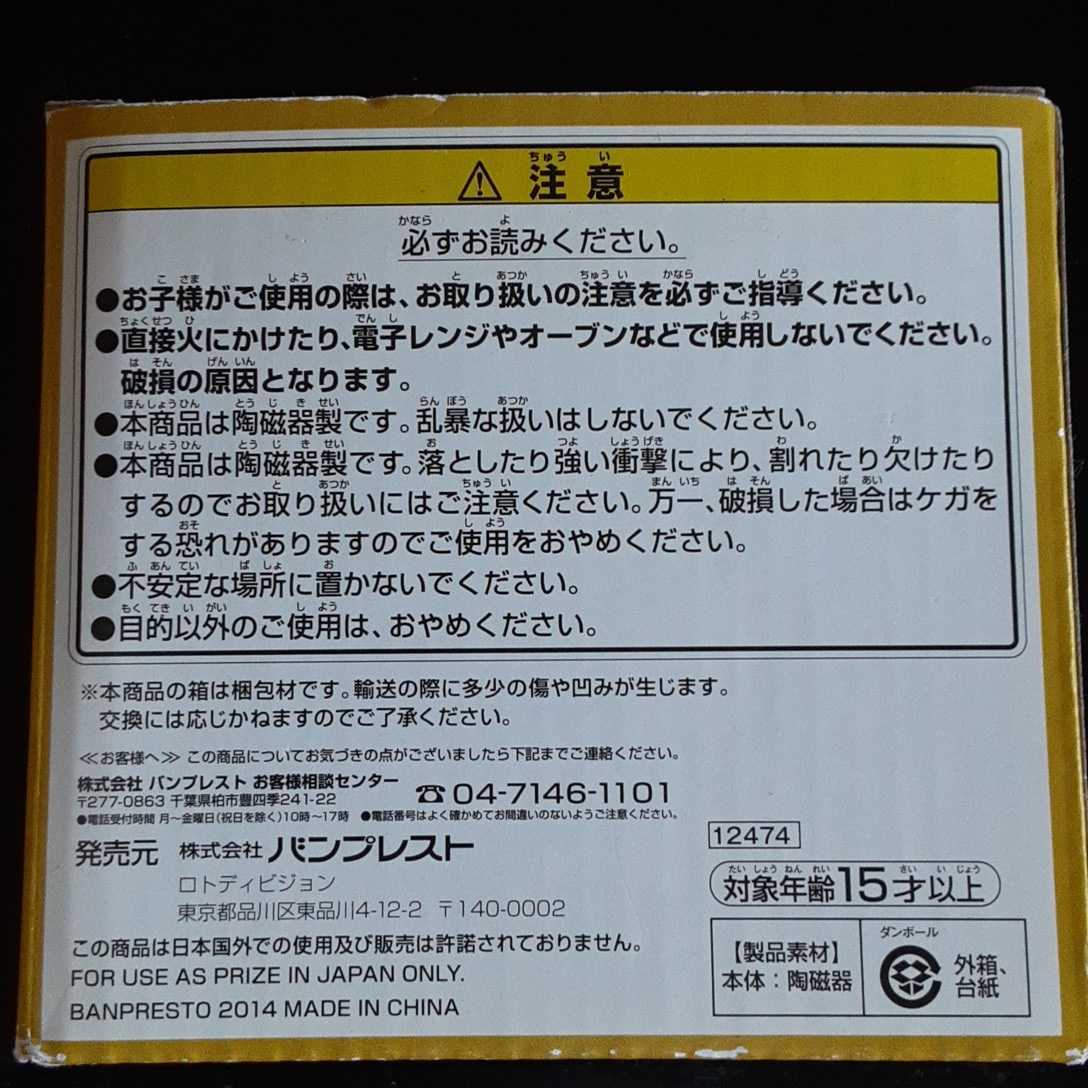 ⚠ 注意
必ずお読みください。
●お子様がご使用の際は、お取り扱いの注意を必ずご指導ください。
●直接火にかけたり、電子レンジやオーブンなどで使用しないでください。
破損の原因となります。
●本商品は陶磁器製です。乱暴な扱いはしないでください。
●本商品は陶磁器製です。落としたり強い衝撃により、割れたり欠けたり
するのでお取り扱いにはご注意ください。万一、破損した場合はケガを
する恐れがありますのでご使用をおやめください。
●不安定な場所に置かないでください。
●目的以外のご使用は、おやめください。
※本商品の箱は梱包材です。輸送の際に多少の傷や凹みが生じます。
交換には応じかねますのでご了承ください。
≪お客様へ≫ この商品についてお気づきの点がございましたら下記までご連絡ください。
株式会社 バンプレスト お客様相談センター
〒277-0863 千葉県柏市豊四季241-22
☎04-7146-1101
●電話受付時間 月～金曜日(祝日を除く)10時～17時 ●電話番号はよく確かめてお間違いのないようご注意ください。
発売元 株式会社 バンプレスト
ロトディビジョン
東京都品川区東品川4-12-2 〒140-0002
12474
対象年齢15才以上
この商品は日本国外での使用及び販売は許諾されておりません。
FOR USE AS PRIZE IN JAPAN ONLY.
BANPRESTO 2014 MADE IN CHINA
【製品素材】
本体：陶磁器
ダンボール
外箱、
台紙